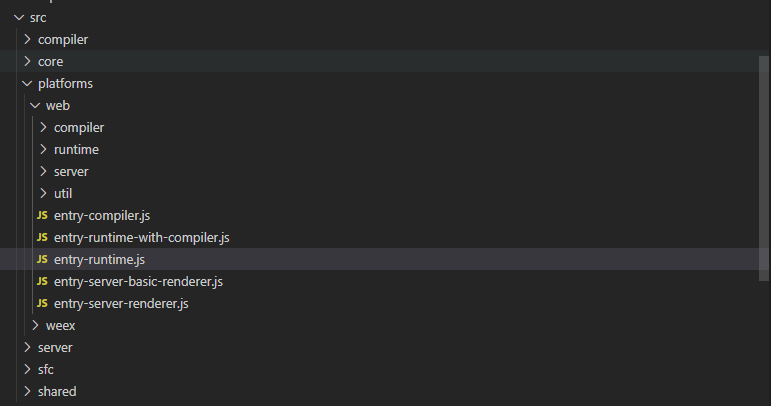 src
compiler
core
platforms
web
compiler
runtime
server
util
JS entry-compiler.js
JS entry-runtime-with-compiler.js
JS entry-runtime.js
JS entry-server-basic-renderer.js
JS entry-server-renderer.js
weex
server
sfc
shared